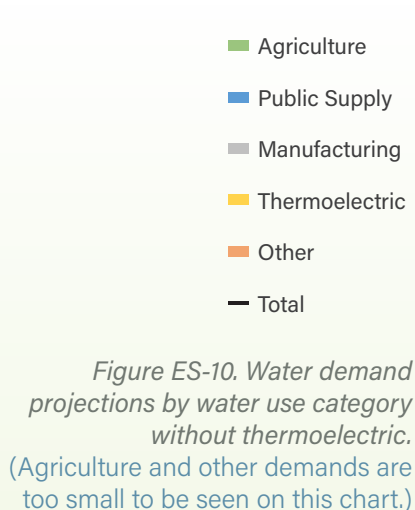 Agriculture
Public Supply
Manufacturing
Thermoelectric
Other
Total
Figure ES-10. Water demand
projections by water use category
without thermoelectric.
(Agriculture and other demands are
too small to be seen on this chart.)